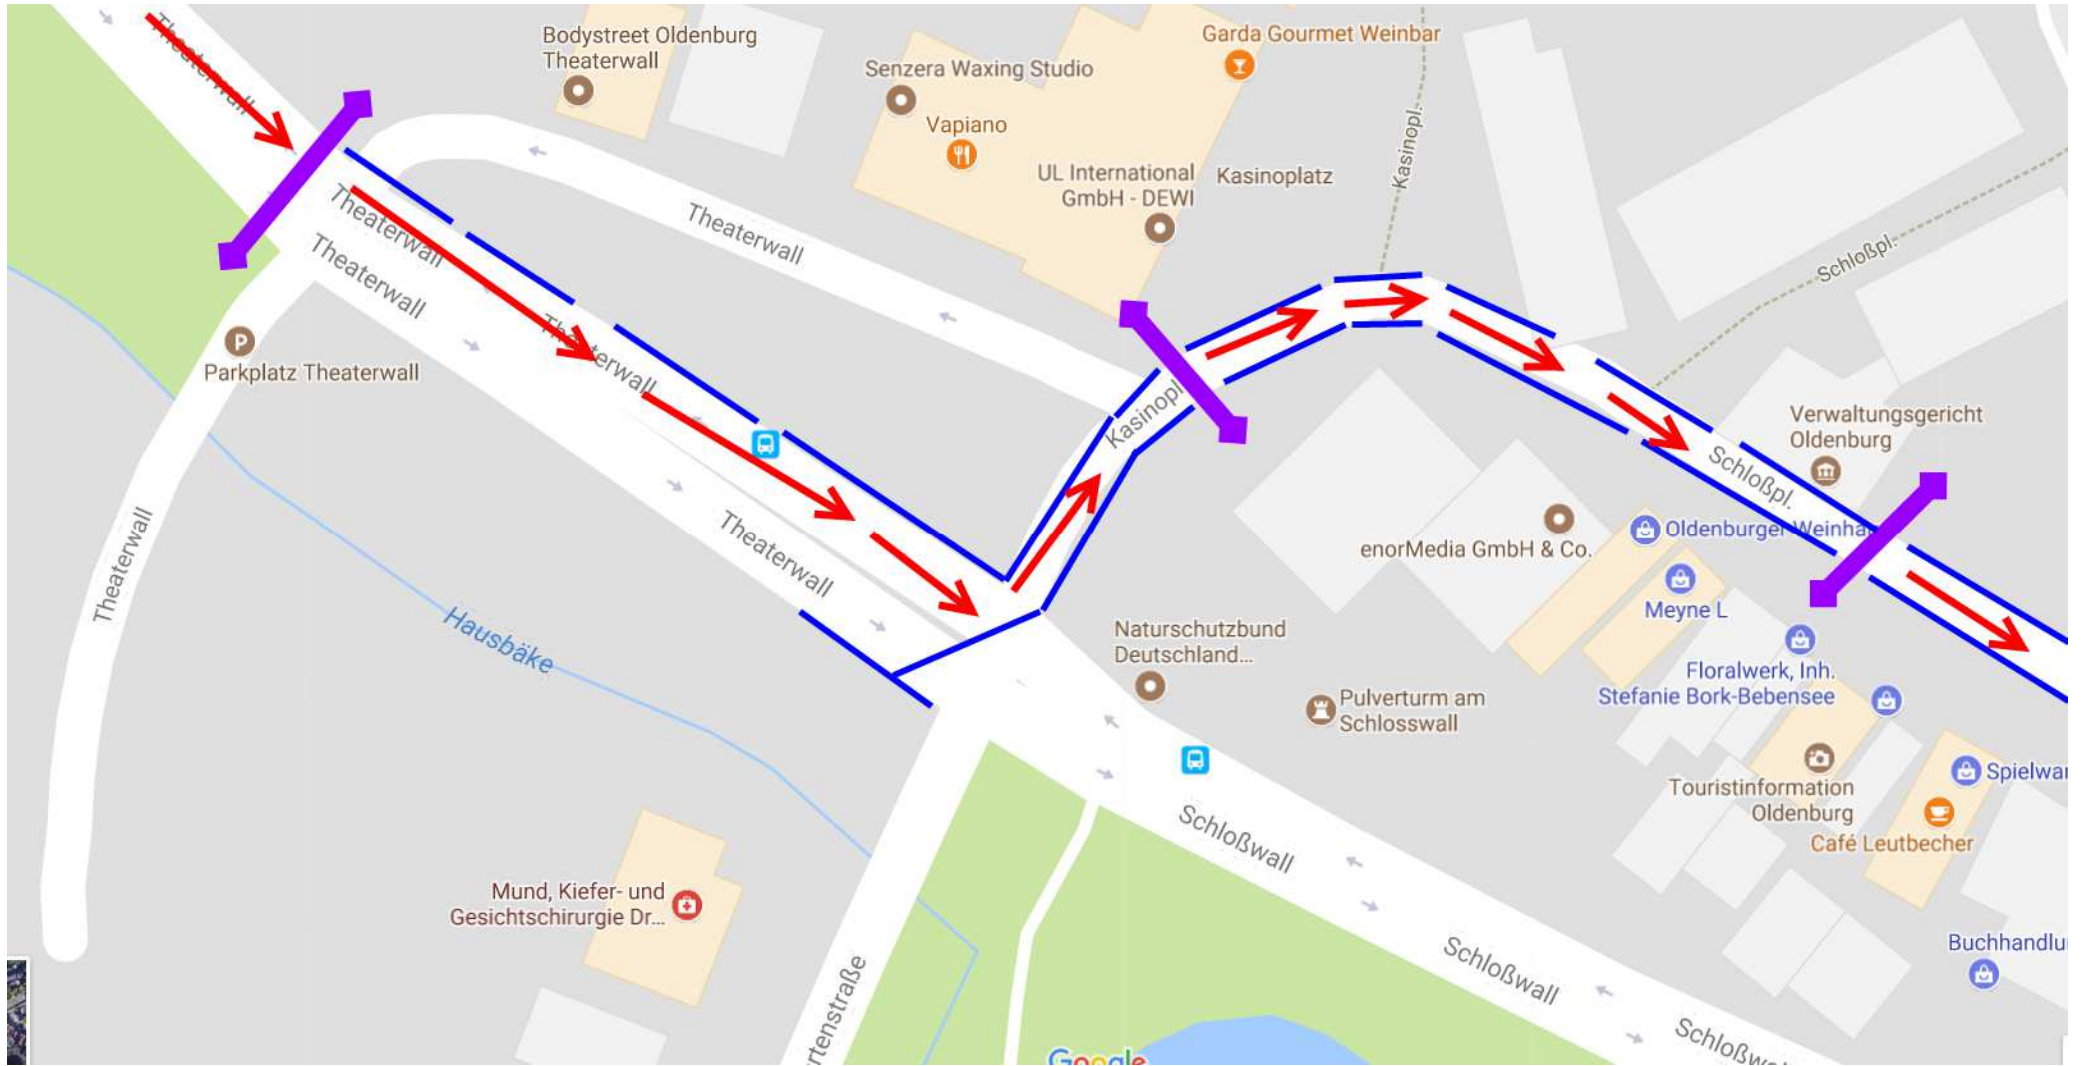 Theaterwall
Bodystreet Oldenburg
Theaterwall
Garda Gourmet Weinbar
Senzera Waxing Studio
Vapiano
UL International
GmbH - DEWI
Kasinoplatz
Kasinopl.
Theaterwall
Theaterwall
Theaterwall
Theaterwall
Schloßpl.
P
Parkplatz Theaterwall
Kasinopl.
Verwaltungsgericht
Oldenburg
Schloßpl.
Theaterwall
Oldenburger Weinha
enorMedia GmbH & Co.
Meyne L
Theaterwall
Hausbäke
Naturschutzbund
Deutschland...
Floralwerk, Inh.
Stefanie Bork-Bebensee
Pulverturm am
Schlosswall
Spielwar
Touristinformation
Oldenburg
Schloßwall
Café Leutbecher
Mund, Kiefer- und
Gesichtschirurgie Dr...
Buchhandlu
Schloßwall
rtenstraße
Schloßwal
Google